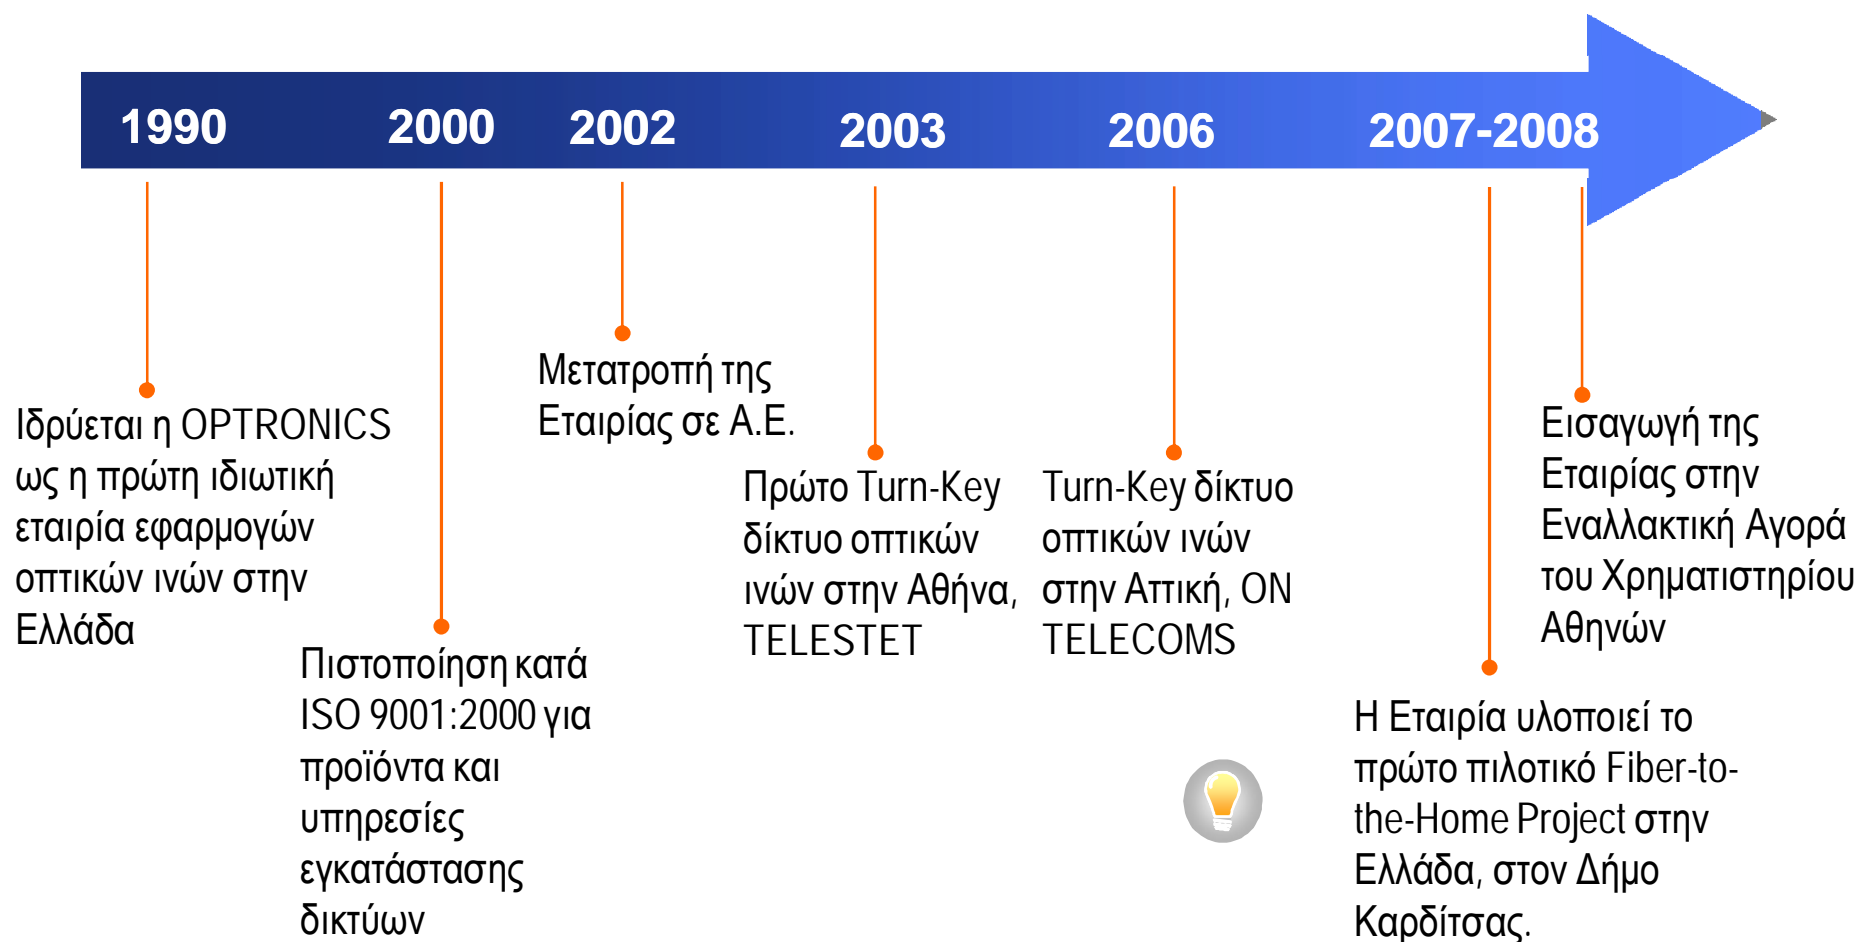 1990 2000 2002 2003 2006 2007-2008
Ιδρύεται η OPTRONICS
ως η πρώτη ιδιωτική
εταιρία εφαρμογών
οπτικών ινών στην
Ελλάδα
Πιστοποίηση κατά
ISO 9001:2000 για
προϊόντα και
υπηρεσίες
εγκατάστασης
δικτύων
Μετατροπή της
Εταιρίας σε Α.Ε.
Πρώτο Turn-Key
δίκτυο οπτικών
ινών στην Αθήνα,
TELESTET
Turn-Key δίκτυο
οπτικών ινών
στην Αττική, ON
TELECOMS
Η Εταιρία υλοποιεί το
πρώτο πιλοτικό Fiber-to-
the-Home Project στην
Ελλάδα, στον Δήμο
Καρδίτσας.
Εισαγωγή της
Εταιρίας στην
Εναλλακτική Αγορά
του Χρηματιστηρίου
Αθηνών